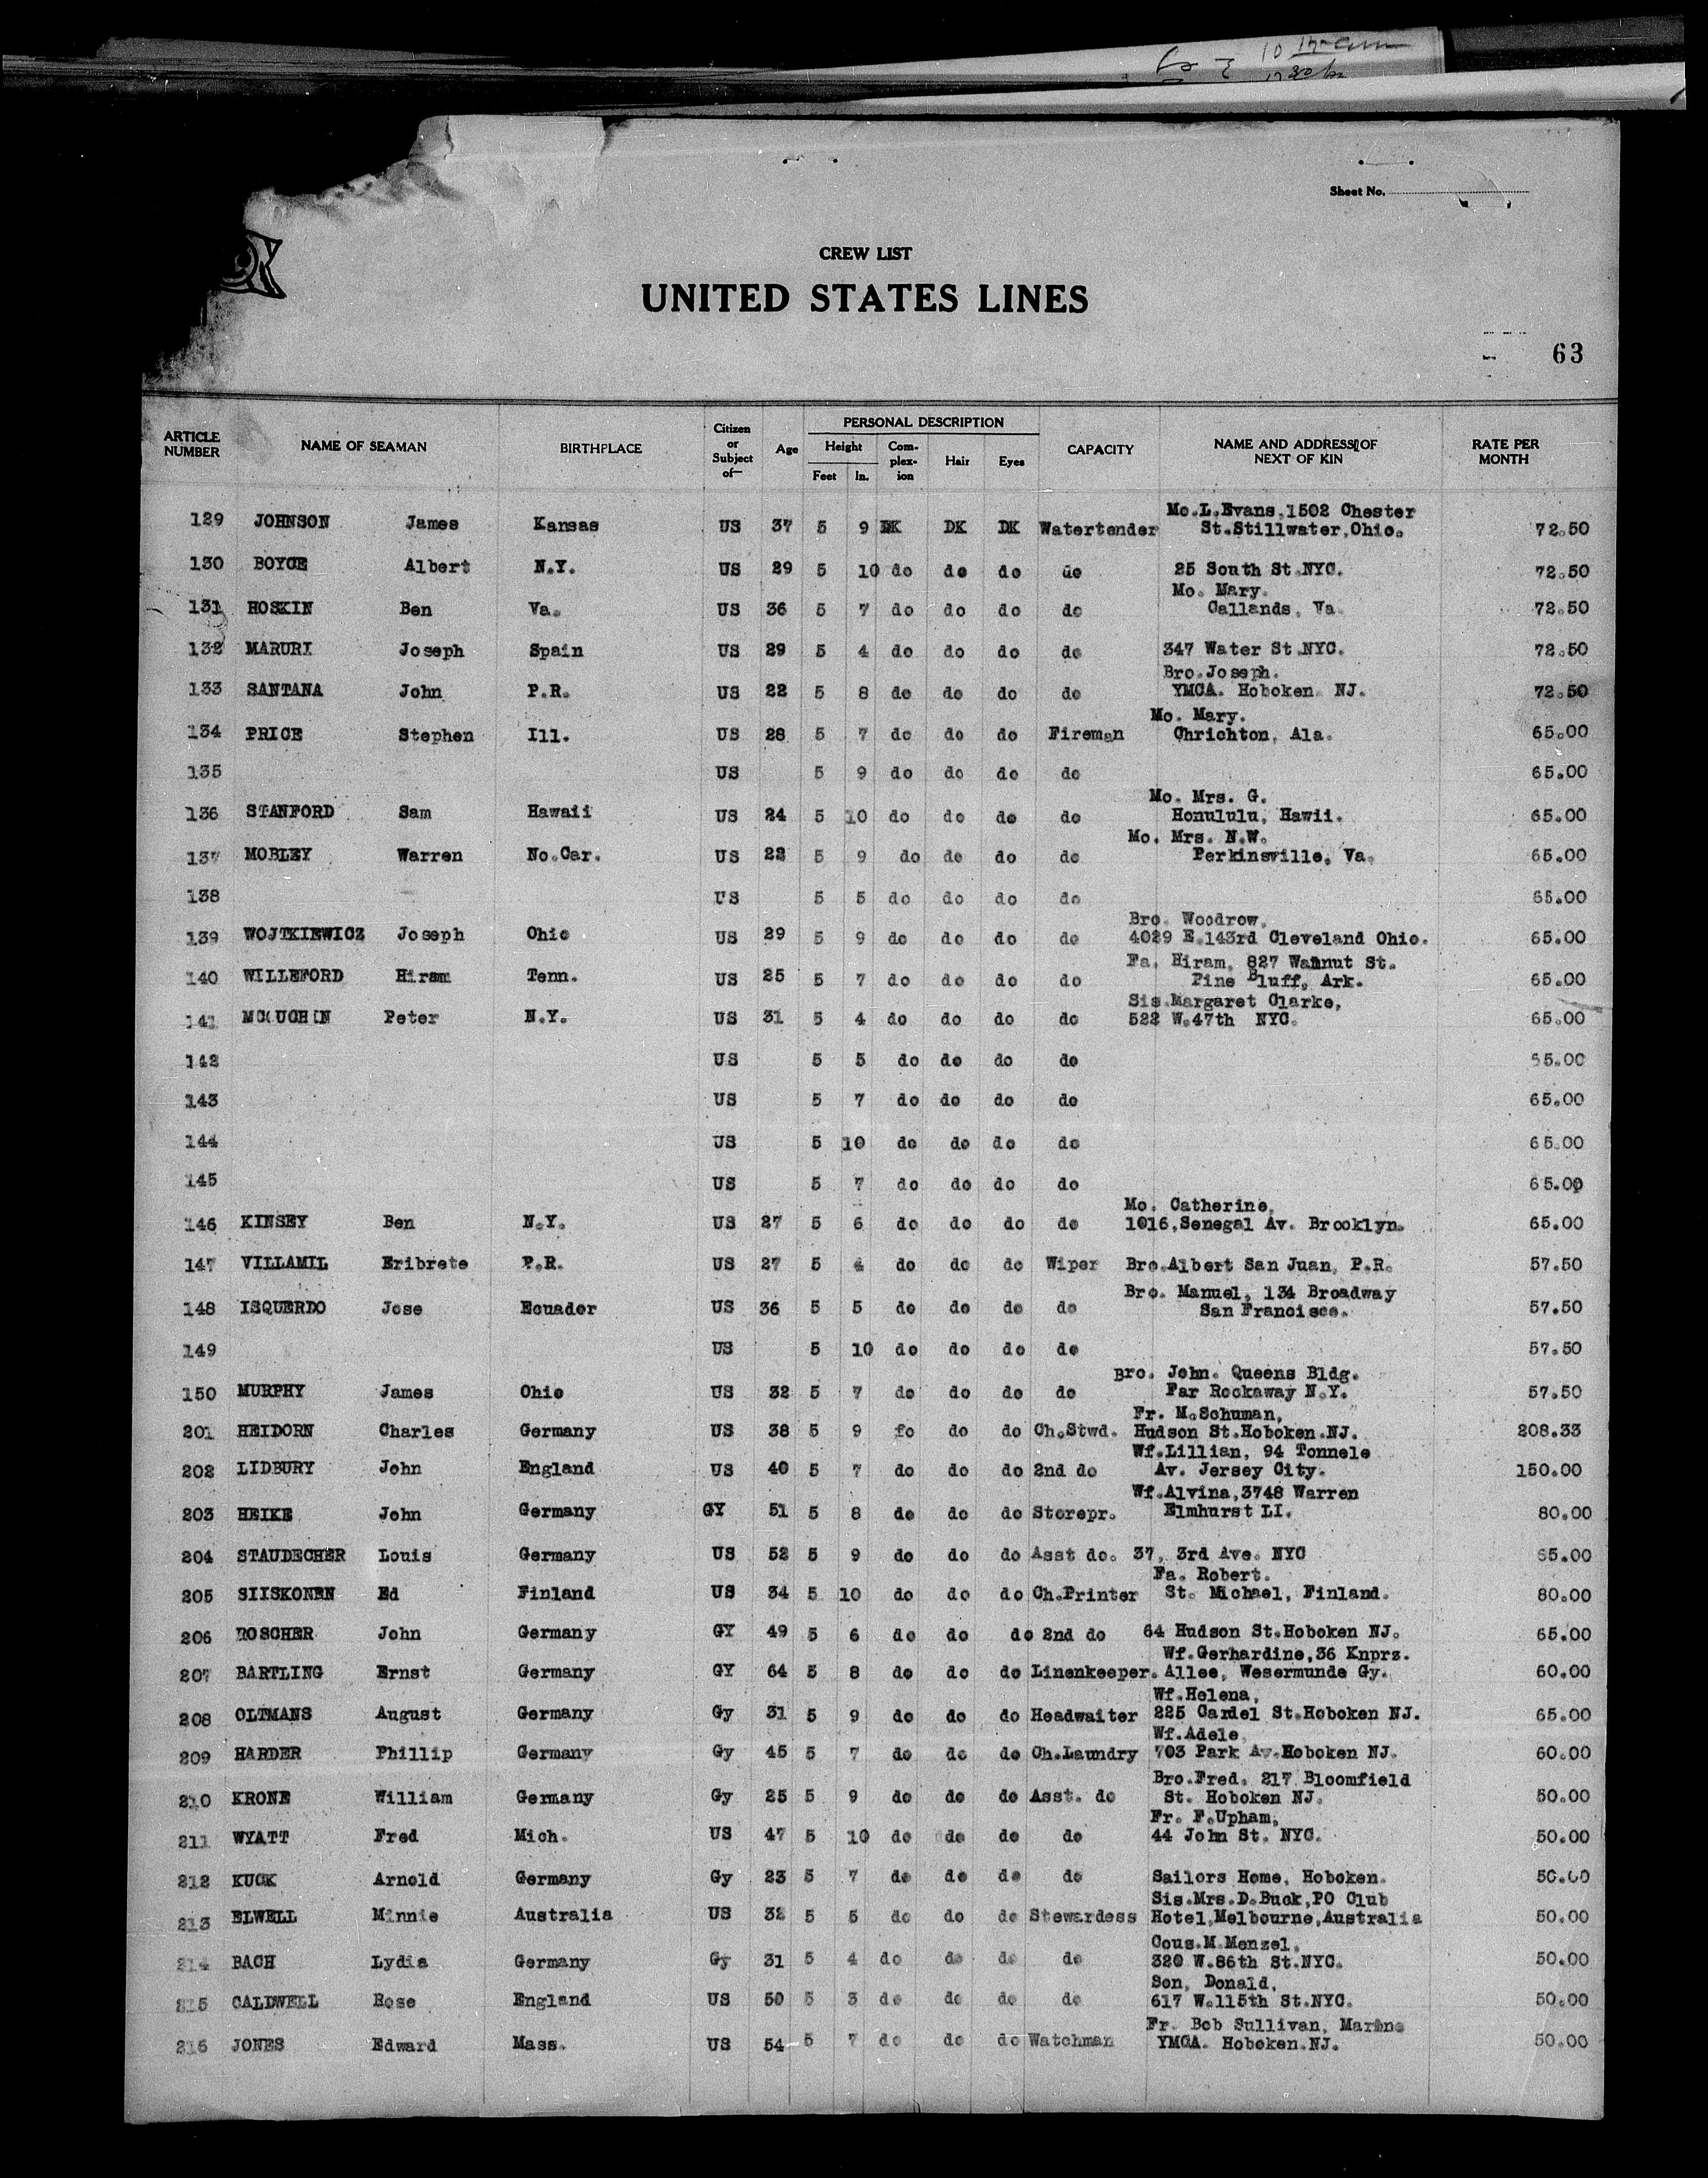 Sheet No.
CREW LIST
UNITED STATES LINES
63
ARTICLE NUMBER NAME OF SEAMAN BIRTHPLACE Citizen or Subject of— Age PERSONAL DESCRIPTION Height Feet In. Com-plex-ion Hair Eyes CAPACITY NAME AND ADDRESS OF NEXT OF KIN RATE PER MONTH
Mo.L.Evans,1502 Chester
129 JOHNSON James Kansas US 37 5 9 DK DK DK Watertender St.Stillwater,Ohio. 72.50
130 BOYCE Albert N.Y. US 29 5 10 do do do do 25 South St.NYC. 72.50
Mo. Mary.
131 HOSKIN Ben Va. US 36 5 7 do do do do Callands, Va. 72.50
132 MARURI Joseph Spain US 29 5 4 do do do do 347 Water St.NYC. 72.50
Bro.Joseph.
133 SANTANA John P.R. US 22 5 8 do do do do YMCA. Hoboken NJ. 72.50
Mo. Mary.
134 PRICE Stephen Ill. US 28 5 7 do do do Fireman Chrichton, Ala. 65.00
135 US 5 9 do do do do 65.00
Mo. Mrs. G.
136 STANFORD Sam Hawaii US 24 5 10 do do do do Honululu, Hawii. 65.00
Mo. Mrs. N.W.
137 MOBLEY Warren No.Car. US 22 5 9 do do do do Perkinsville, Va. 65.00
138 US 5 5 do do do do 65.00
Bro. Woodrow,
139 WOJTKIEWICZ Joseph Ohio US 29 5 9 do do do do 4029 E.143rd Cleveland Ohio. 65.00
Fa. Hiram, 827 Walnut St.
140 WILLEFORD Hiram Tenn. US 25 5 7 do do do do Pine Bluff, Ark. 65.00
Sis.Margaret Clarke,
141 Peter N.Y. US 31 5 4 do do do do 522 W.47th NYC. 65.00
142 US 5 5 do do do do 65.00
143 US 5 7 do do do do 65.00
144 US 5 10 do do do do 65.00
145 US 5 7 do do do do 65.00
Mo. Catherine,
146 KINSEY Ben N.Y. US 27 5 6 do do do do 1016,Senegal Av. Brooklyn. 65.00
147 VILLAMIL Eribrete P.R. US 27 5 4 do do do Wiper Bro.Albert San Juan, P.R. 57.50
Bro. Manuel, 134 Broadway
148 ISQUERDO Jose Ecuador US 36 5 5 do do do do San Francisco. 57.50
149 US 5 10 do do do do 57.50
Bro. John. Queens Bldg.
150 MURPHY James Ohio US 32 5 7 do do do do Far Rockaway N.Y. 57.50
Fr. M.Schuman,
201 HEIDORN Charles Germany US 38 5 9 fo do do Ch.Stwd. Hudson St.Hoboken.NJ. 208.33
Wf.Lillian, 94 Tonnele
202 LIDBURY John England US 40 5 7 do do do 2nd do Av. Jersey City. 150.00
Wf.Alvina,3748 Warren
203 HEIKE John Germany GY 51 5 8 do do do Storepr. Elmhurst LI. 80.00
204 STAUDECHER Louis Germany US 52 5 9 do do do Asst do. 37, 3rd Ave. NYC 65.00
Fa. Robert.
205 SIISKONEN Ed Finland US 34 5 10 do do do Ch.Printer St. Michael, Finland. 80.00
206 ROSCHER John Germany GY 49 5 6 do do do 2nd do 64 Hudson St.Hoboken NJ. 65.00
Wf.Gerhardine,36 Knprz.
207 BARTLING Ernst Germany GY 64 5 8 do do do Linenkeeper. Allee, Wesermunde Gy. 60.00
Wf.Helena,
208 OLTMANS August Germany Gy 31 5 9 do do do Headwaiter 225 Gardel St.Hoboken NJ. 65.00
Wf.Adele,
209 HARDER Phillip Germany Gy 45 5 7 do do do Ch.Laundry 703 Park Av.Hoboken NJ. 60.00
Bro.Fred. 217 Bloomfield
210 KRONE William Germany Gy 25 5 9 do do do Asst. do St. Hoboken NJ. 50.00
Fr. F.Upham,
211 WYATT Fred Mich. US 47 5 10 do do do do 44 John St. NYC. 50.00
212 KUCK Arnold Germany Gy 23 5 7 do do do do Sailors Home, Hoboken. 50.00
Sis.Mrs.D.Buck,PO Club
213 ELWELL Minnie Australia US 32 5 5 do do do Stewardess Hotel,Melbourne,Australia 50.00
Cous.M.Menzel,
214 BACH Lydia Germany Gy 31 5 4 do do do do 320 W.86th St.NYC. 50.00
Son, Donald,
215 CALDWELL Rose England US 50 5 3 do do do do 617 W.115th St.NYC. 50.00
Fr. Bob Sullivan, Marine
216 JONES Edward Mass. US 54 5 7 do do do Watchman YMCA. Hoboken.NJ. 50.00